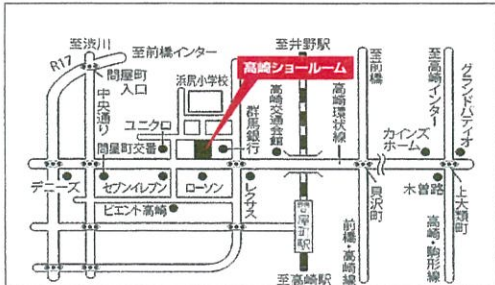 至渋川
至前橋インター
至井野駅
至前橋
至高崎インター
グランドパティオ
R17
問屋町
入口
浜尻小学校
高崎ショールーム
中央通り
ユニクロ
問屋町交番
群馬銀行
高崎交通会館
高崎環状線
カインズ
ホーム
デニーズ
セブンイレブン
ローソン
レクサス
貝沢町
木曽路
上大類町
ビエント高崎
問屋町駅
前橋・高崎線
高崎・駒形線
至高崎駅